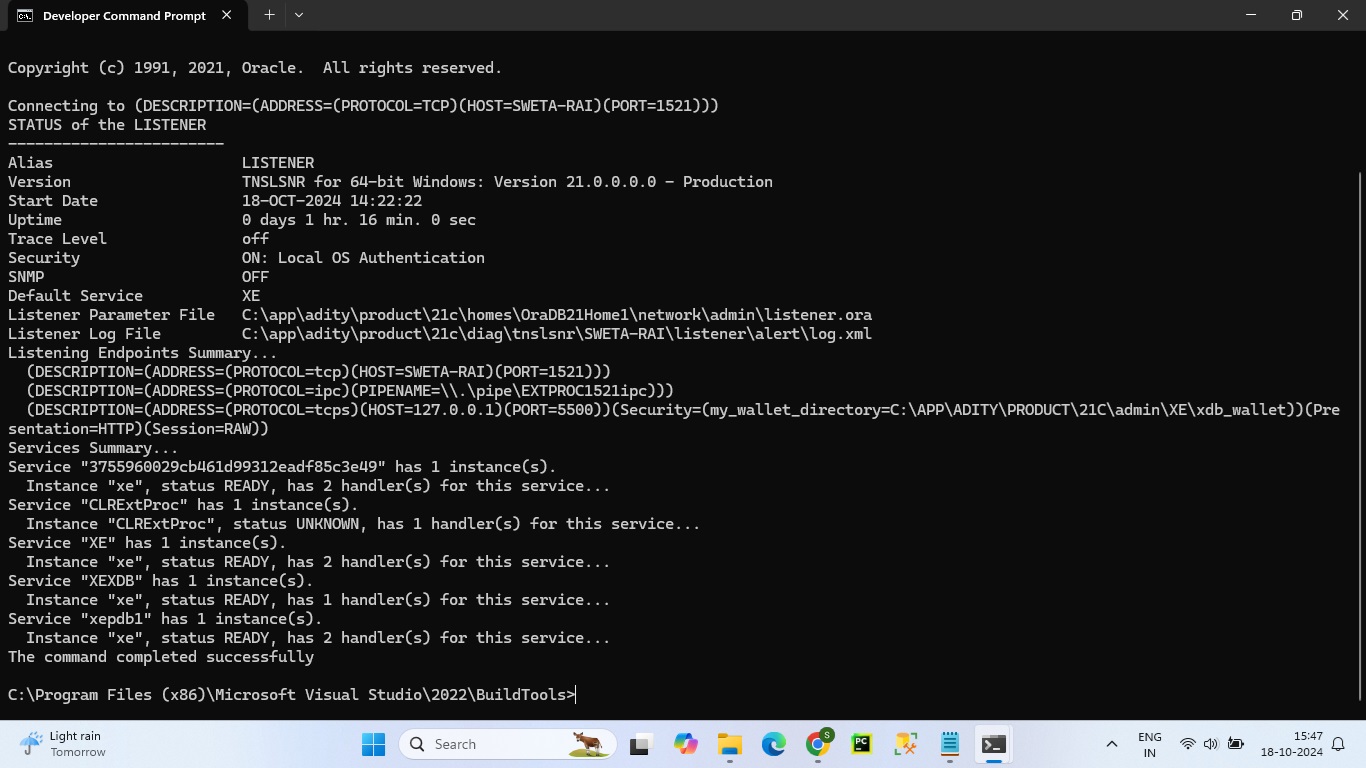 Developer Command Prompt
Copyright (c) 1991, 2021, Oracle.  All rights reserved.
Connecting to (DESCRIPTION=(ADDRESS=(PROTOCOL=TCP)(HOST=SWETA-RAI)(PORT=1521)))
STATUS of the LISTENER
------------------------
Alias                     LISTENER
Version                   TNSLSNR for 64-bit Windows: Version 21.0.0.0.0 - Production
Start Date                18-OCT-2024 14:22:22
Uptime                    0 days 1 hr. 16 min. 0 sec
Trace Level               off
Security                  ON: Local OS Authentication
SNMP                      OFF
Default Service           XE
Listener Parameter File   C:\app\adity\product\21c\homes\OraDB21Home1\network\admin\listener.ora
Listener Log File         C:\app\adity\product\21c\diag\tnslsnr\SWETA-RAI\listener\alert\log.xml
Listening Endpoints Summary...
  (DESCRIPTION=(ADDRESS=(PROTOCOL=tcp)(HOST=SWETA-RAI)(PORT=1521)))
  (DESCRIPTION=(ADDRESS=(PROTOCOL=ipc)(PIPENAME=\\.\pipe\EXTPROC1521ipc)))
  (DESCRIPTION=(ADDRESS=(PROTOCOL=tcps)(HOST=127.0.0.1)(PORT=5500))(Security=(my_wallet_directory=C:\APP\ADITY\PRODUCT\21C\admin\XE\xdb_wallet))(Pre
sentation=HTTP)(Session=RAW))
Services Summary...
Service "3755960029cb461d99312eadf85c3e49" has 1 instance(s).
  Instance "xe", status READY, has 2 handler(s) for this service...
Service "CLRExtProc" has 1 instance(s).
  Instance "CLRExtProc", status UNKNOWN, has 1 handler(s) for this service...
Service "XE" has 1 instance(s).
  Instance "xe", status READY, has 2 handler(s) for this service...
Service "XEXDB" has 1 instance(s).
  Instance "xe", status READY, has 1 handler(s) for this service...
Service "xepdb1" has 1 instance(s).
  Instance "xe", status READY, has 2 handler(s) for this service...
The command completed successfully
C:\Program Files (x86)\Microsoft Visual Studio\2022\BuildTools>
Light rain
Tomorrow
Search
S
PC
ENG
IN
15:47
18-10-2024